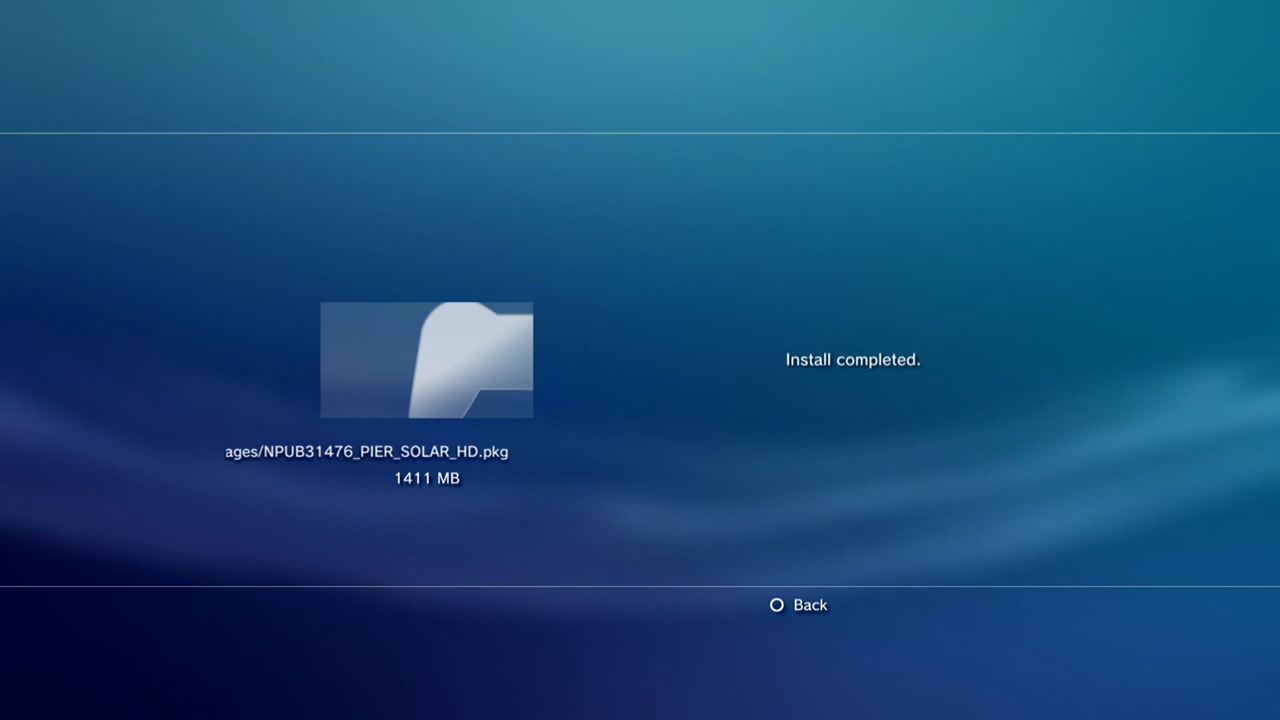 Install completed.
ages/NPUB31476_PIER_SOLAR_HD.pkg
1411 MB
Back